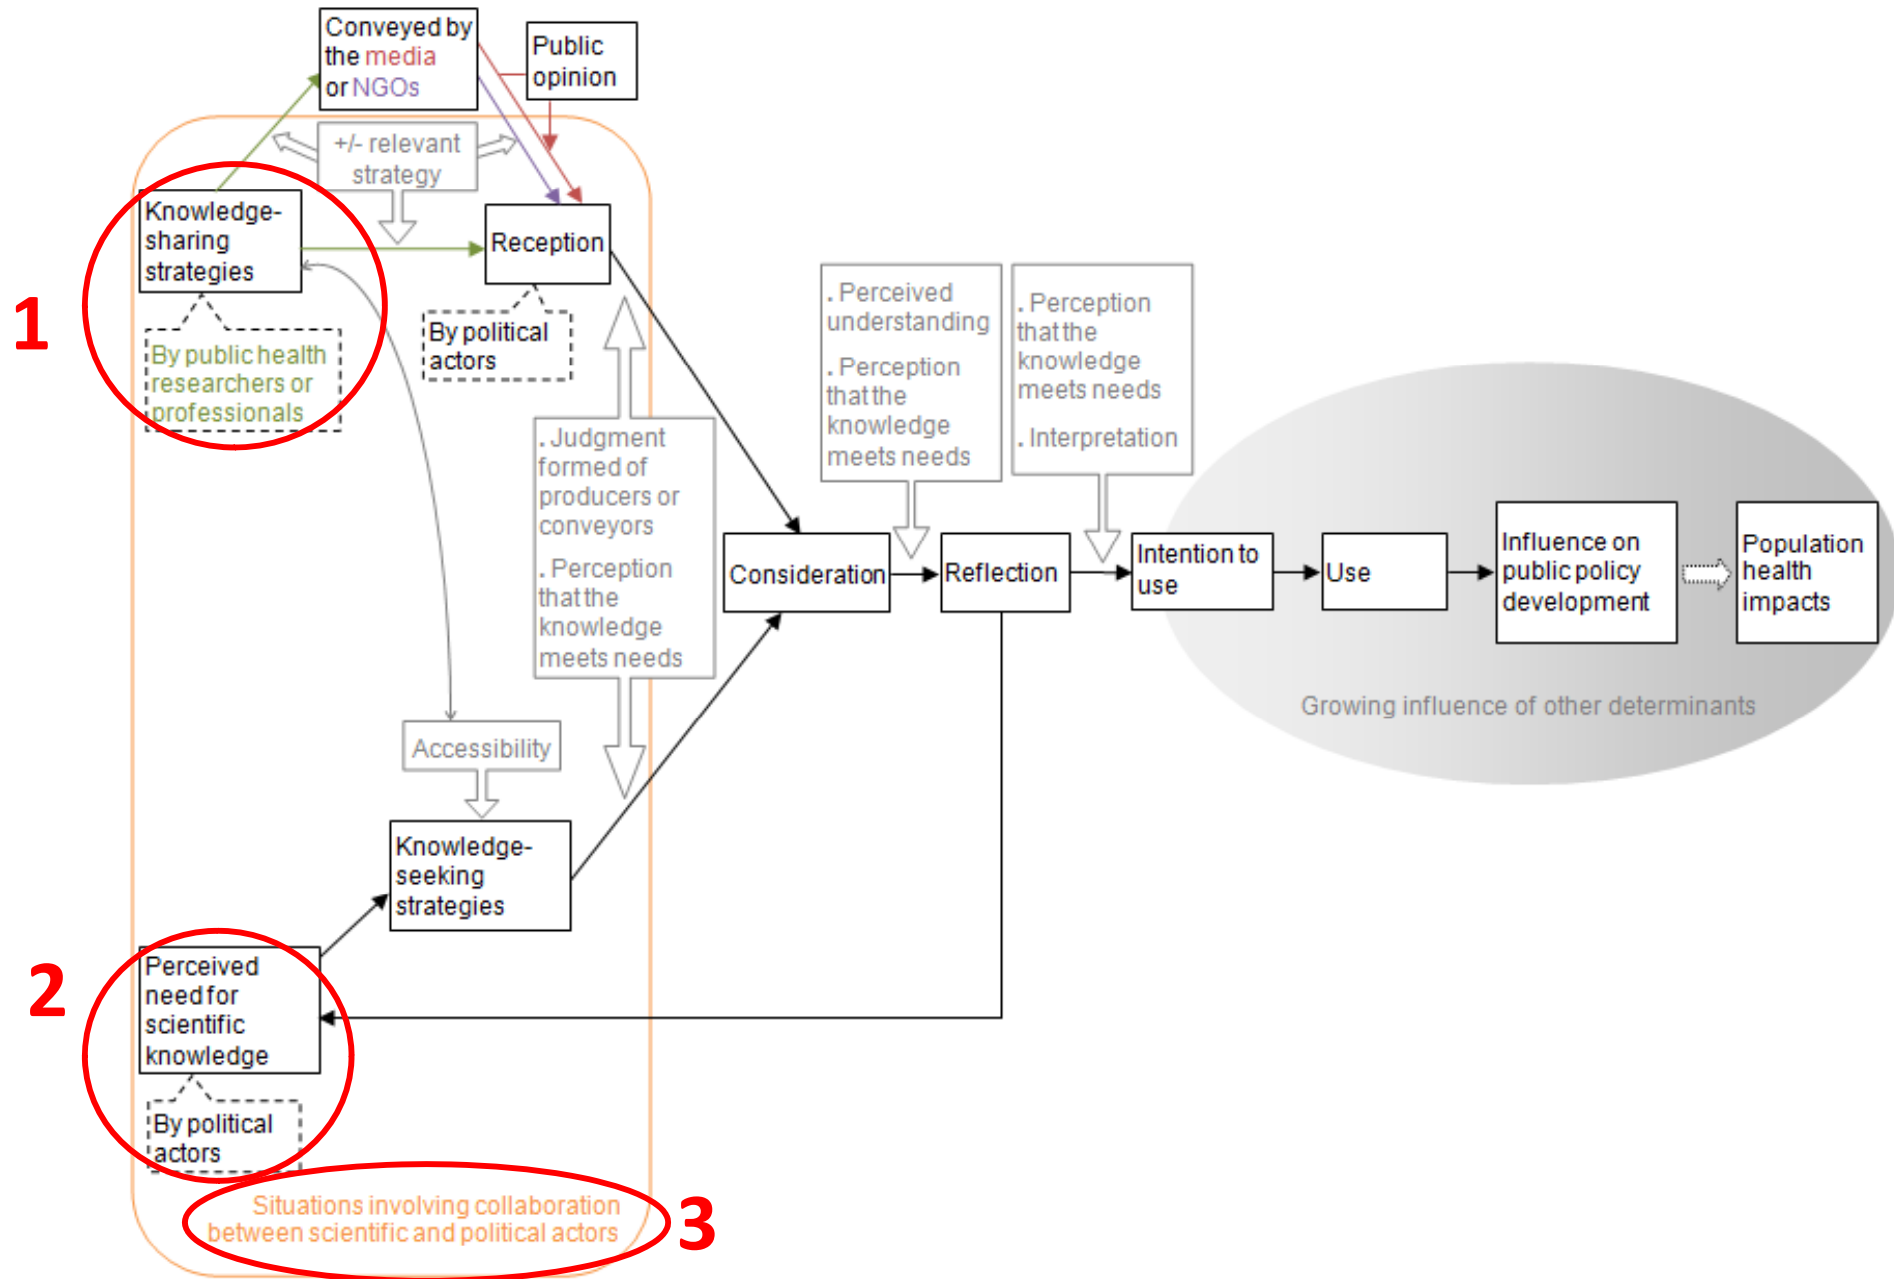 Conveyed by
the media
or NGOs
Public
opinion
+/- relevant
strategy
Knowledge-
sharing
strategies
Reception
1
By public health
researchers or
professionals
By political
actors
. Perceived
understanding
. Perception
that the
knowledge
meets needs
. Perception
that the
knowledge
meets needs
. Interpretation
. Judgment
formed of
producers or
conveyors
. Perception
that the
knowledge
meets needs
Consideration
Reflection
Intention to
use
Use
Influence on
public policy
development
Population
health
impacts
Growing influence of other determinants
Accessibility
Knowledge-
seeking
strategies
2
Perceived
need for
scientific
knowledge
By political
actors
Situations involving collaboration
between scientific and political actors
3